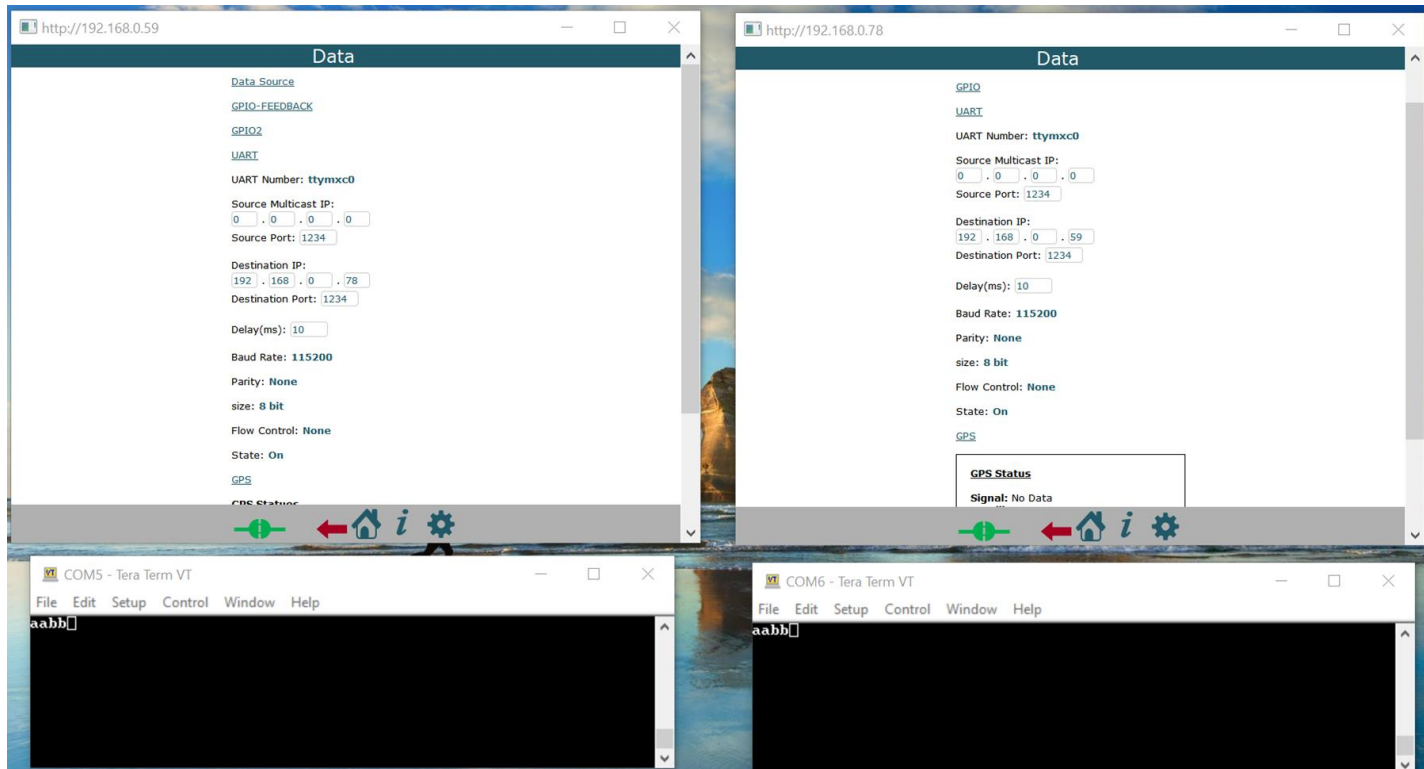 http://192.168.0.59
Data
Data Source
GPIO-FEEDBACK
GPIO2
UART
UART Number: ttymxc0
Source Multicast IP:
0 . 0 . 0 . 0
Source Port: 1234
Destination IP:
192 . 168 . 0 . 78
Destination Port: 1234
Delay(ms): 10
Baud Rate: 115200
Parity: None
size: 8 bit
Flow Control: None
State: On
GPS
GPS Status
http://192.168.0.78
Data
GPIO
UART
UART Number: ttymxc0
Source Multicast IP:
0 . 0 . 0 . 0
Source Port: 1234
Destination IP:
192 . 168 . 0 . 59
Destination Port: 1234
Delay(ms): 10
Baud Rate: 115200
Parity: None
size: 8 bit
Flow Control: None
State: On
GPS
GPS Status
Signal: No Data
VT COM5 - Tera Term VT
File Edit Setup Control Window Help
aabb
VT COM6 - Tera Term VT
File Edit Setup Control Window Help
aabb